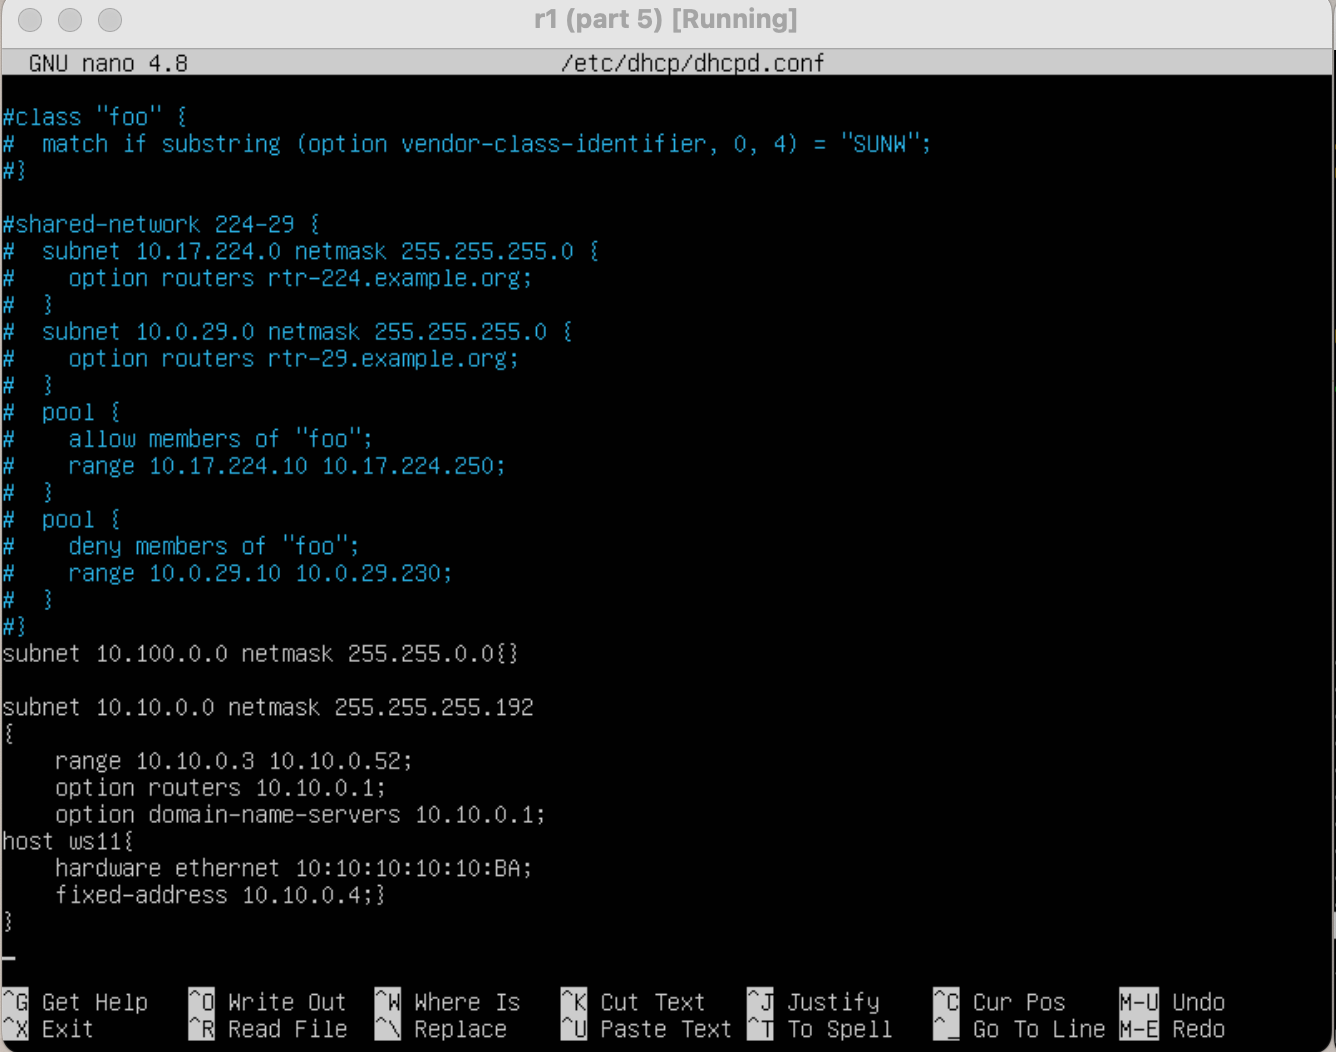 r1 (part 5) [Running]
GNU nano 4.8 /etc/dhcp/dhcpd.conf
#class "foo" {
#  match if substring (option vendor-class-identifier, 0, 4) = "SUNW";
#}
#shared-network 224-29 {
#  subnet 10.17.224.0 netmask 255.255.255.0 {
#    option routers rtr-224.example.org;
#  }
#  subnet 10.0.29.0 netmask 255.255.255.0 {
#    option routers rtr-29.example.org;
#  }
#  pool {
#    allow members of "foo";
#    range 10.17.224.10 10.17.224.250;
#  }
#  pool {
#    deny members of "foo";
#    range 10.0.29.10 10.0.29.230;
#  }
#}
subnet 10.100.0.0 netmask 255.255.0.0{}
subnet 10.10.0.0 netmask 255.255.255.192
{
    range 10.10.0.3 10.10.0.52;
    option routers 10.10.0.1;
    option domain-name-servers 10.10.0.1;
host ws11{
    hardware ethernet 10:10:10:10:10:BA;
    fixed-address 10.10.0.4;}
}
^G Get Help ^O Write Out ^W Where Is ^K Cut Text ^J Justify ^C Cur Pos M-U Undo
^X Exit ^R Read File ^\ Replace ^U Paste Text ^T To Spell ^_ Go To Line M-E Redo